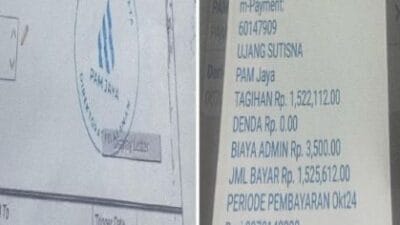 PAM JAYA
Tp
m-Payment:
60147909
UJANG SUTISNA
PAM Jaya
TAGIHAN Rp. 1,522,112.00
DENDA Rp. 0.00
BIAYA ADMIN Rp. 3,500.00
JML BAYAR Rp. 1,525,612.00
PERIODE PEMBAYARAN Okt24